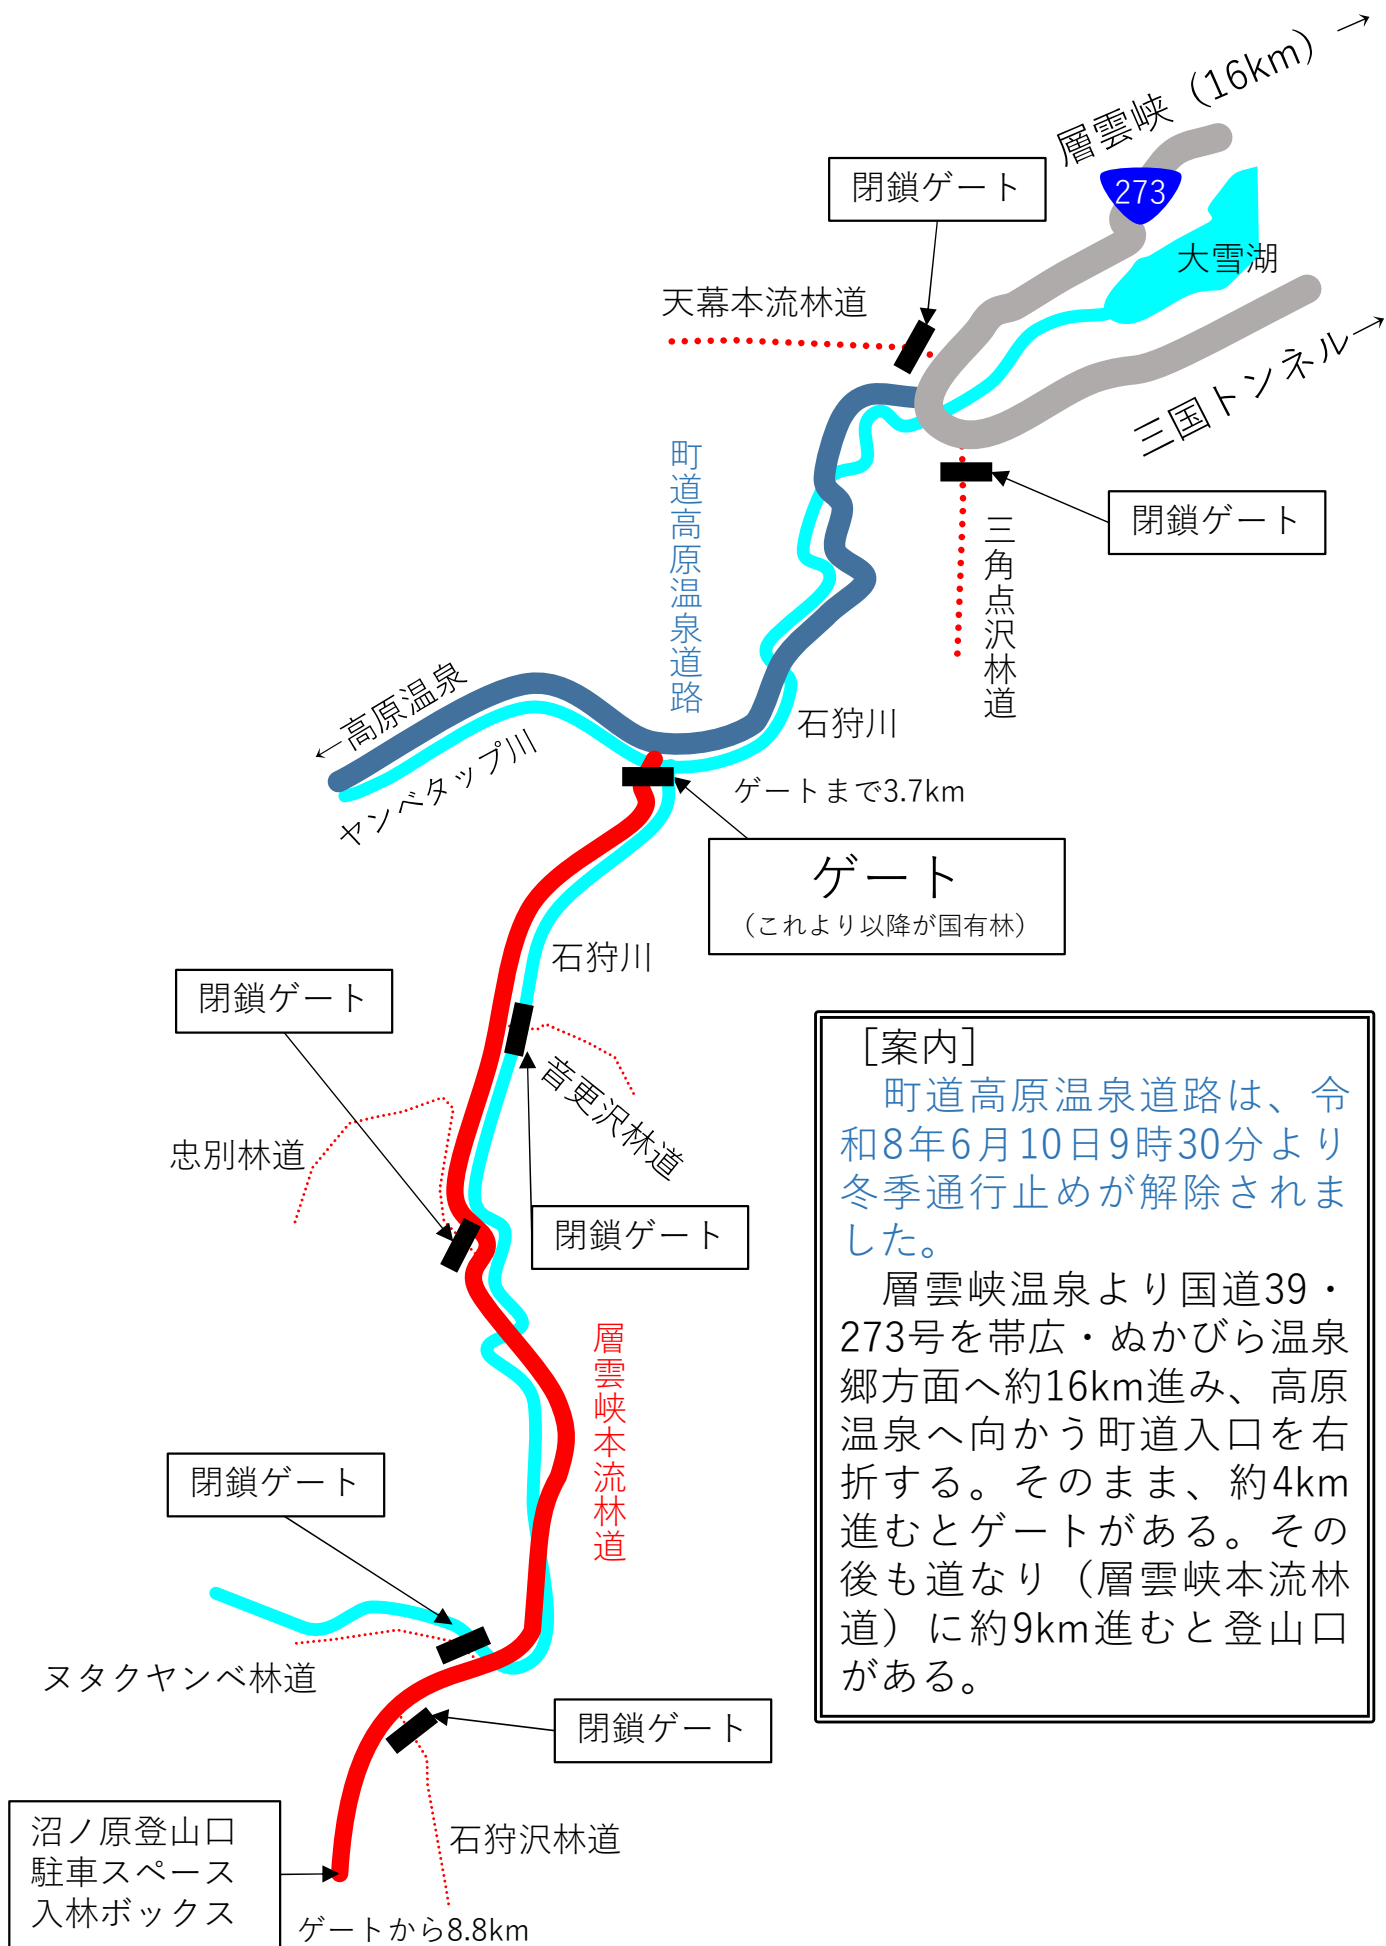 層雲峡（16km）→
閉鎖ゲート
273
大雪湖
天幕本流林道
三国トンネル→
町道高原温泉道路
閉鎖ゲート
三角点沢林道
←高原温泉
石狩川
ヤンベタップ川
ゲートまで3.7km
ゲート
（これより以降が国有林）
石狩川
閉鎖ゲート
音更沢林道
忠別林道
閉鎖ゲート
層雲峡本流林道
閉鎖ゲート
ヌタクヤンベ林道
閉鎖ゲート
石狩沢林道
沼ノ原登山口
駐車スペース
入林ボックス
ゲートから8.8km
［案内］
町道高原温泉道路は、令
和8年6月10日9時30分より
冬季通行止めが解除されま
した。
層雲峡温泉より国道39・
273号を帯広・ぬかびら温泉
郷方面へ約16km進み、高原
温泉へ向かう町道入口を右
折する。そのまま、約4km
進むとゲートがある。その
後も道なり（層雲峡本流林
道）に約9km進むと登山口
がある。